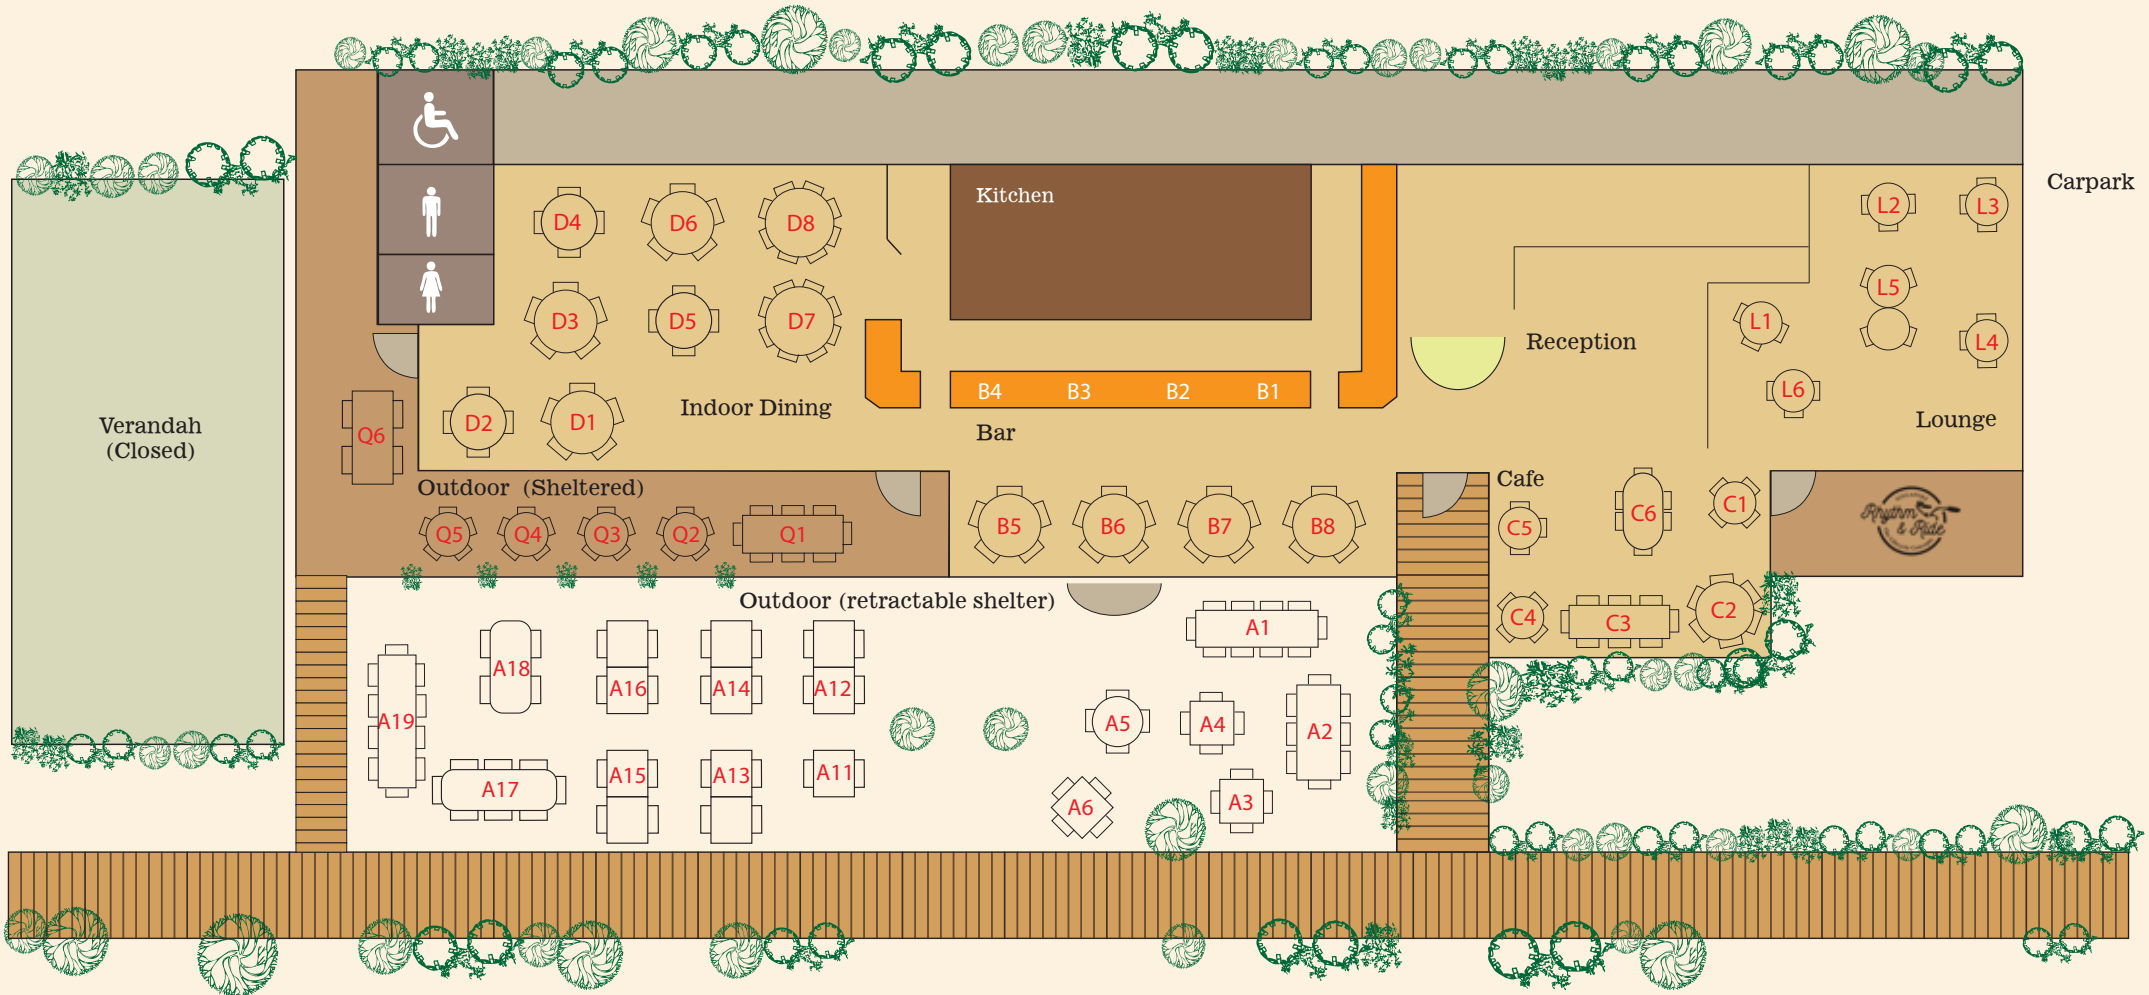 Carpark
Kitchen
D4
D6
D8
L2
L3
L5
D3
D5
D7
L1
L4
Reception
B4
B3
B2
B1
L6
Indoor Dining
D2
D1
Lounge
Verandah
(Closed)
Q6
Bar
Cafe
Outdoor (Sheltered)
C1
C6
Rhythm
& Ride
B5
B6
B7
B8
C5
Q5
Q4
Q3
Q2
Q1
Outdoor (retractable shelter)
C2
C4
C3
A1
A18
A16
A14
A12
A19
A5
A4
A2
A15
A13
A11
A17
A3
A6